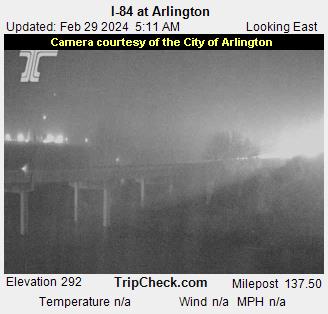 I-84 at Arlington
Updated: Feb 29 2024 5:11 AM Looking East
Camera courtesy of the City of Arlington
Elevation 292 TripCheck.com Milepost 137.50
Temperature n/a Wind n/a MPH n/a